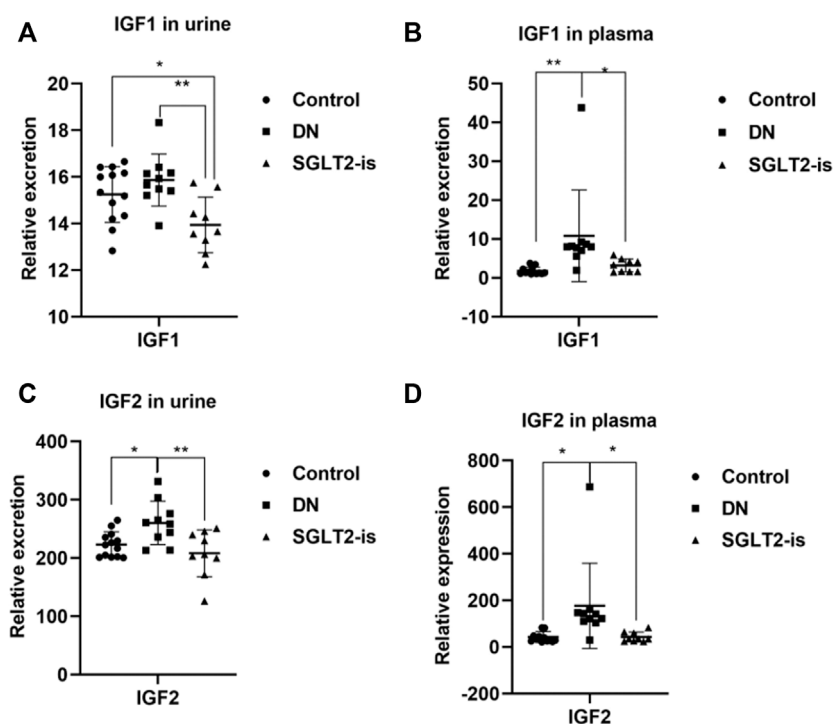 A
IGF1 in urine
*
**
20
18
16
14
12
10
Relative excretion
IGF1
Control
DN
SGLT2-is
B
IGF1 in plasma
**
*
50
40
30
20
10
0
-10
Relative excretion
IGF1
Control
DN
SGLT2-is
C
IGF2 in urine
*
**
400
300
200
100
0
Relative excretion
IGF2
Control
DN
SGLT2-is
D
IGF2 in plasma
*
*
800
600
400
200
0
-200
Relative expression
IGF2
Control
DN
SGLT2-is